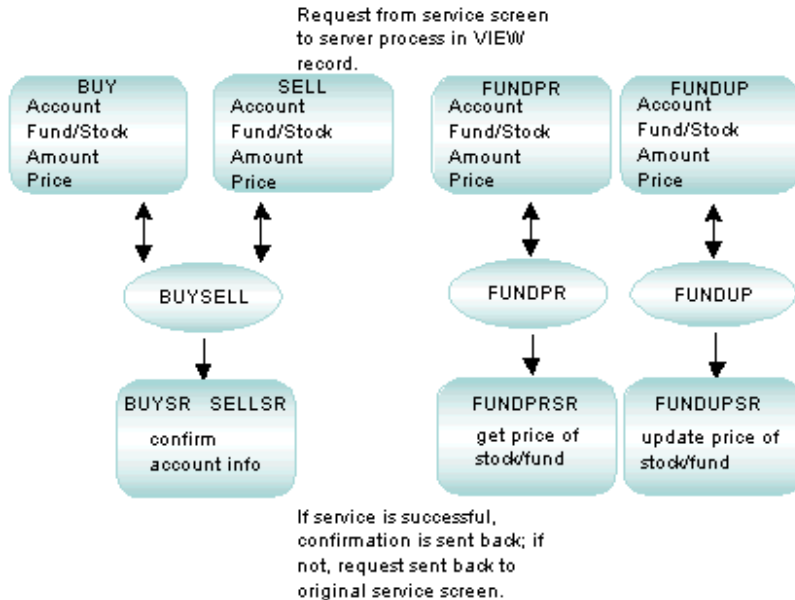 Request from service screen
to server process in VIEW
record.
BUY
Account
Fund/Stock
Amount
Price
SELL
Account
Fund/Stock
Amount
Price
FUNDPR
Account
Fund/Stock
Amount
Price
FUNDUP
Account
Fund/Stock
Amount
Price
BUYSELL
FUNDPR
FUNDUP
BUYSR SELLSR
confirm
account info
FUNDPRSR
get price of
stock/fund
FUNDUPSR
update price of
stock/fund
If service is successful,
confirmation is sent back; if
not, request sent back to
original service screen.